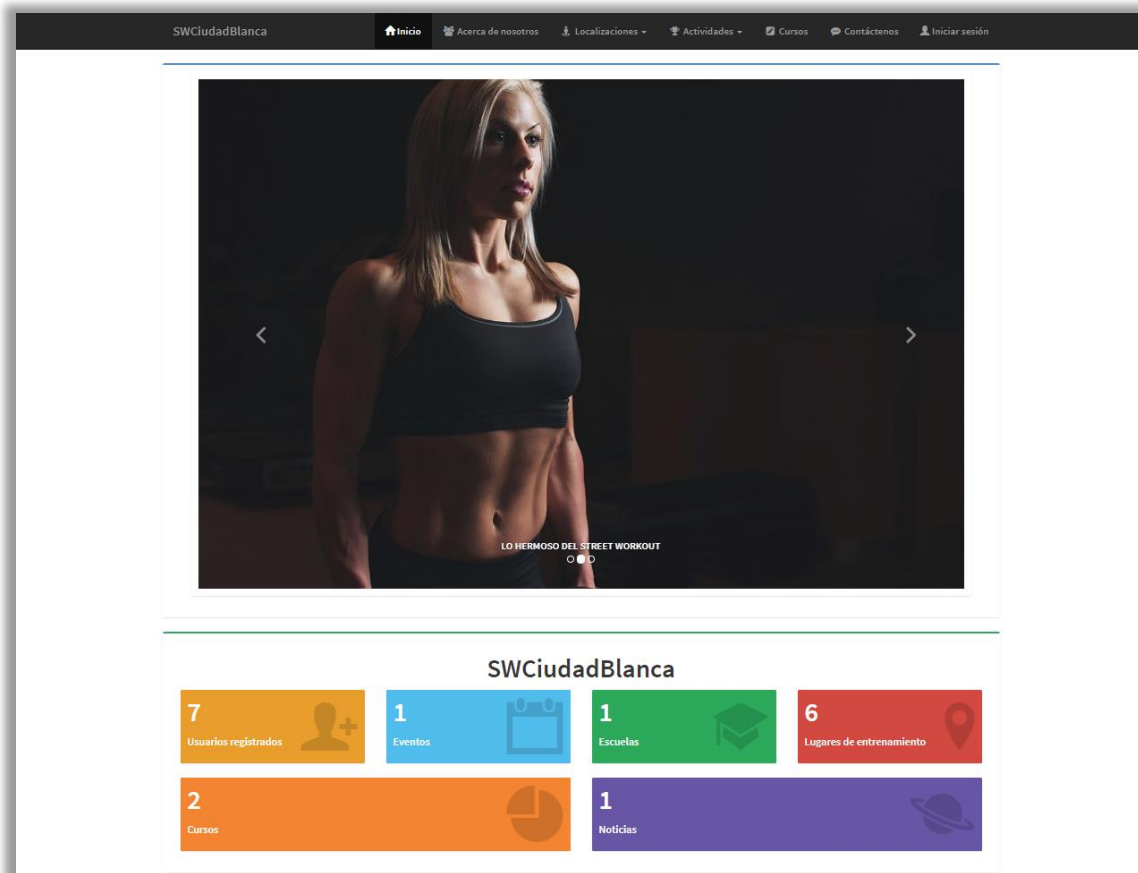 SWCiudadBlanca
Inicio
Acerca de nosotros
Localizaciones
Actividades
Cursos
Contáctenos
Iniciar sesión
LO HERMOSO DEL STREET WORKOUT
SWCiudadBlanca
7
Usuarios registrados
1
Eventos
1
Escuelas
6
Lugares de entrenamiento
2
Cursos
1
Noticias